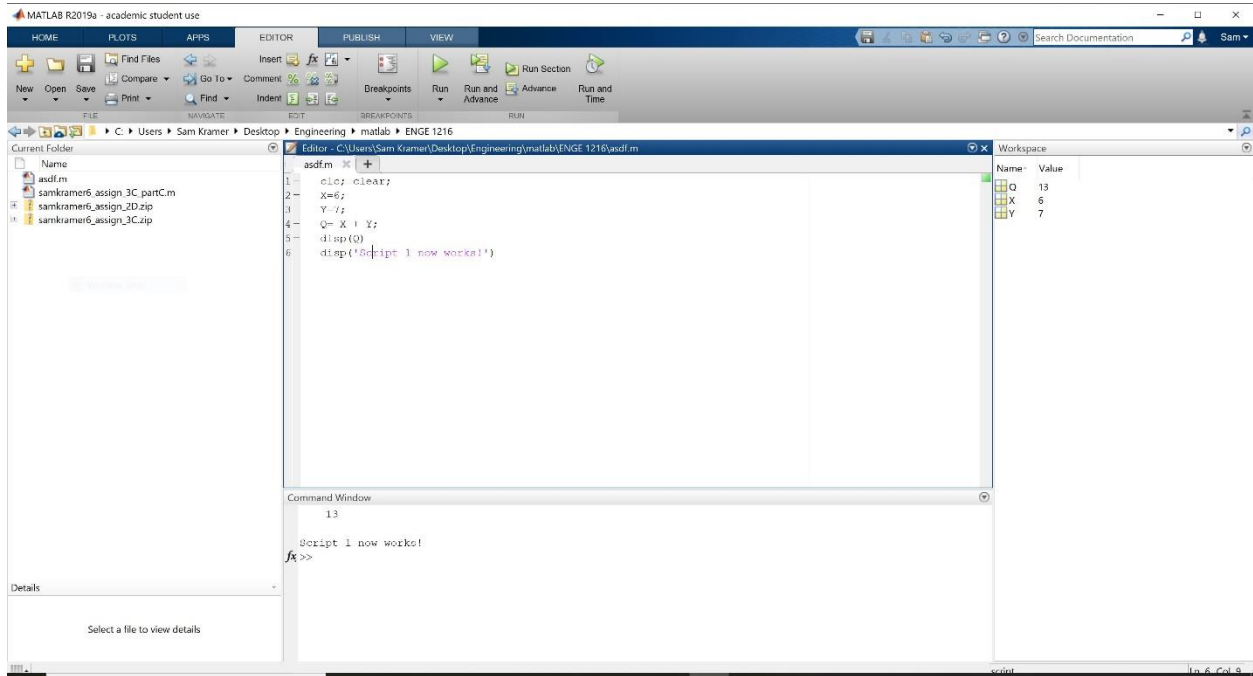 MATLAB R2019a - academic student use
HOME PLOTS APPS EDITOR PUBLISH VIEW
Search Documentation Sam
Find Files Insert fx
Compare Go To Comment Run Section
New Open Save Print Find Indent Breakpoints Run Run and Advance Advance Run and Time
FILE NAVIGATE EDIT BREAKPOINTS RUN
C: Users Sam Kramer Desktop Engineering matlab ENGE 1216
Current Folder
Name
asdf.m
samkramer6_assign_3C_partC.m
samkramer6_assign_2D.zip
samkramer6_assign_3C.zip
Details
Select a file to view details
Editor - C:\Users\Sam Kramer\Desktop\Engineering\matlab\ENGE 1216\asdf.m
asdf.m
1 clc; clear;
2 X=6;
3 Y=7;
4 Q= X + Y;
5 disp(Q)
6 disp('Script 1 now works!')
Command Window
13
Script 1 now works!
fx >>
Workspace
Name Value
Q 13
X 6
Y 7
script Ln 6 Col 9